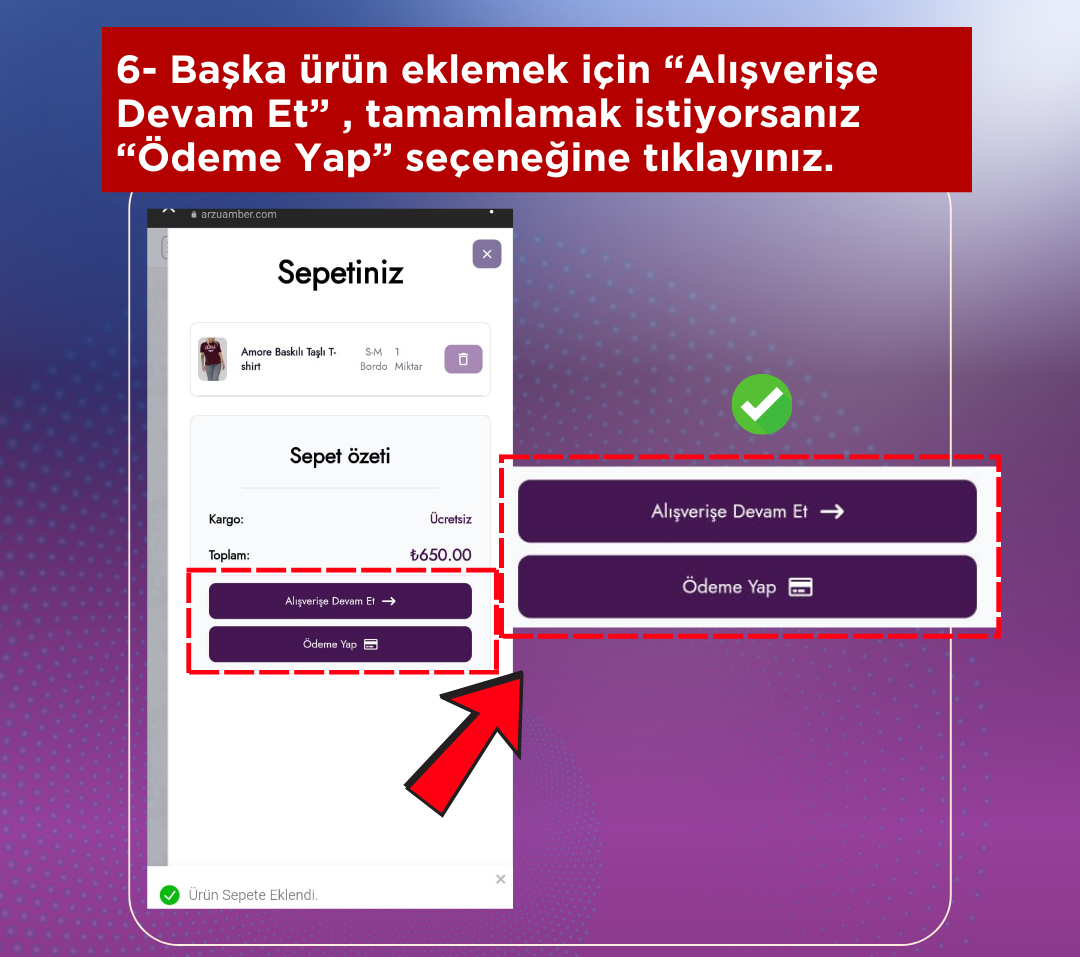 6- Başka ürün eklemek için “Alışverişe
Devam Et” , tamamlamak istiyorsanız
“Ödeme Yap” seçeneğine tıklayınız.
arzuamber.com
Sepetiniz
Amore Baskılı Taşlı T-
shirt
S-M 1
Bordo Miktar
Sepet özeti
Kargo: Ücretsiz
Toplam: ₺650.00
Alışverişe Devam Et
Ödeme Yap
Alışverişe Devam Et
Ödeme Yap
Ürün Sepete Eklendi.